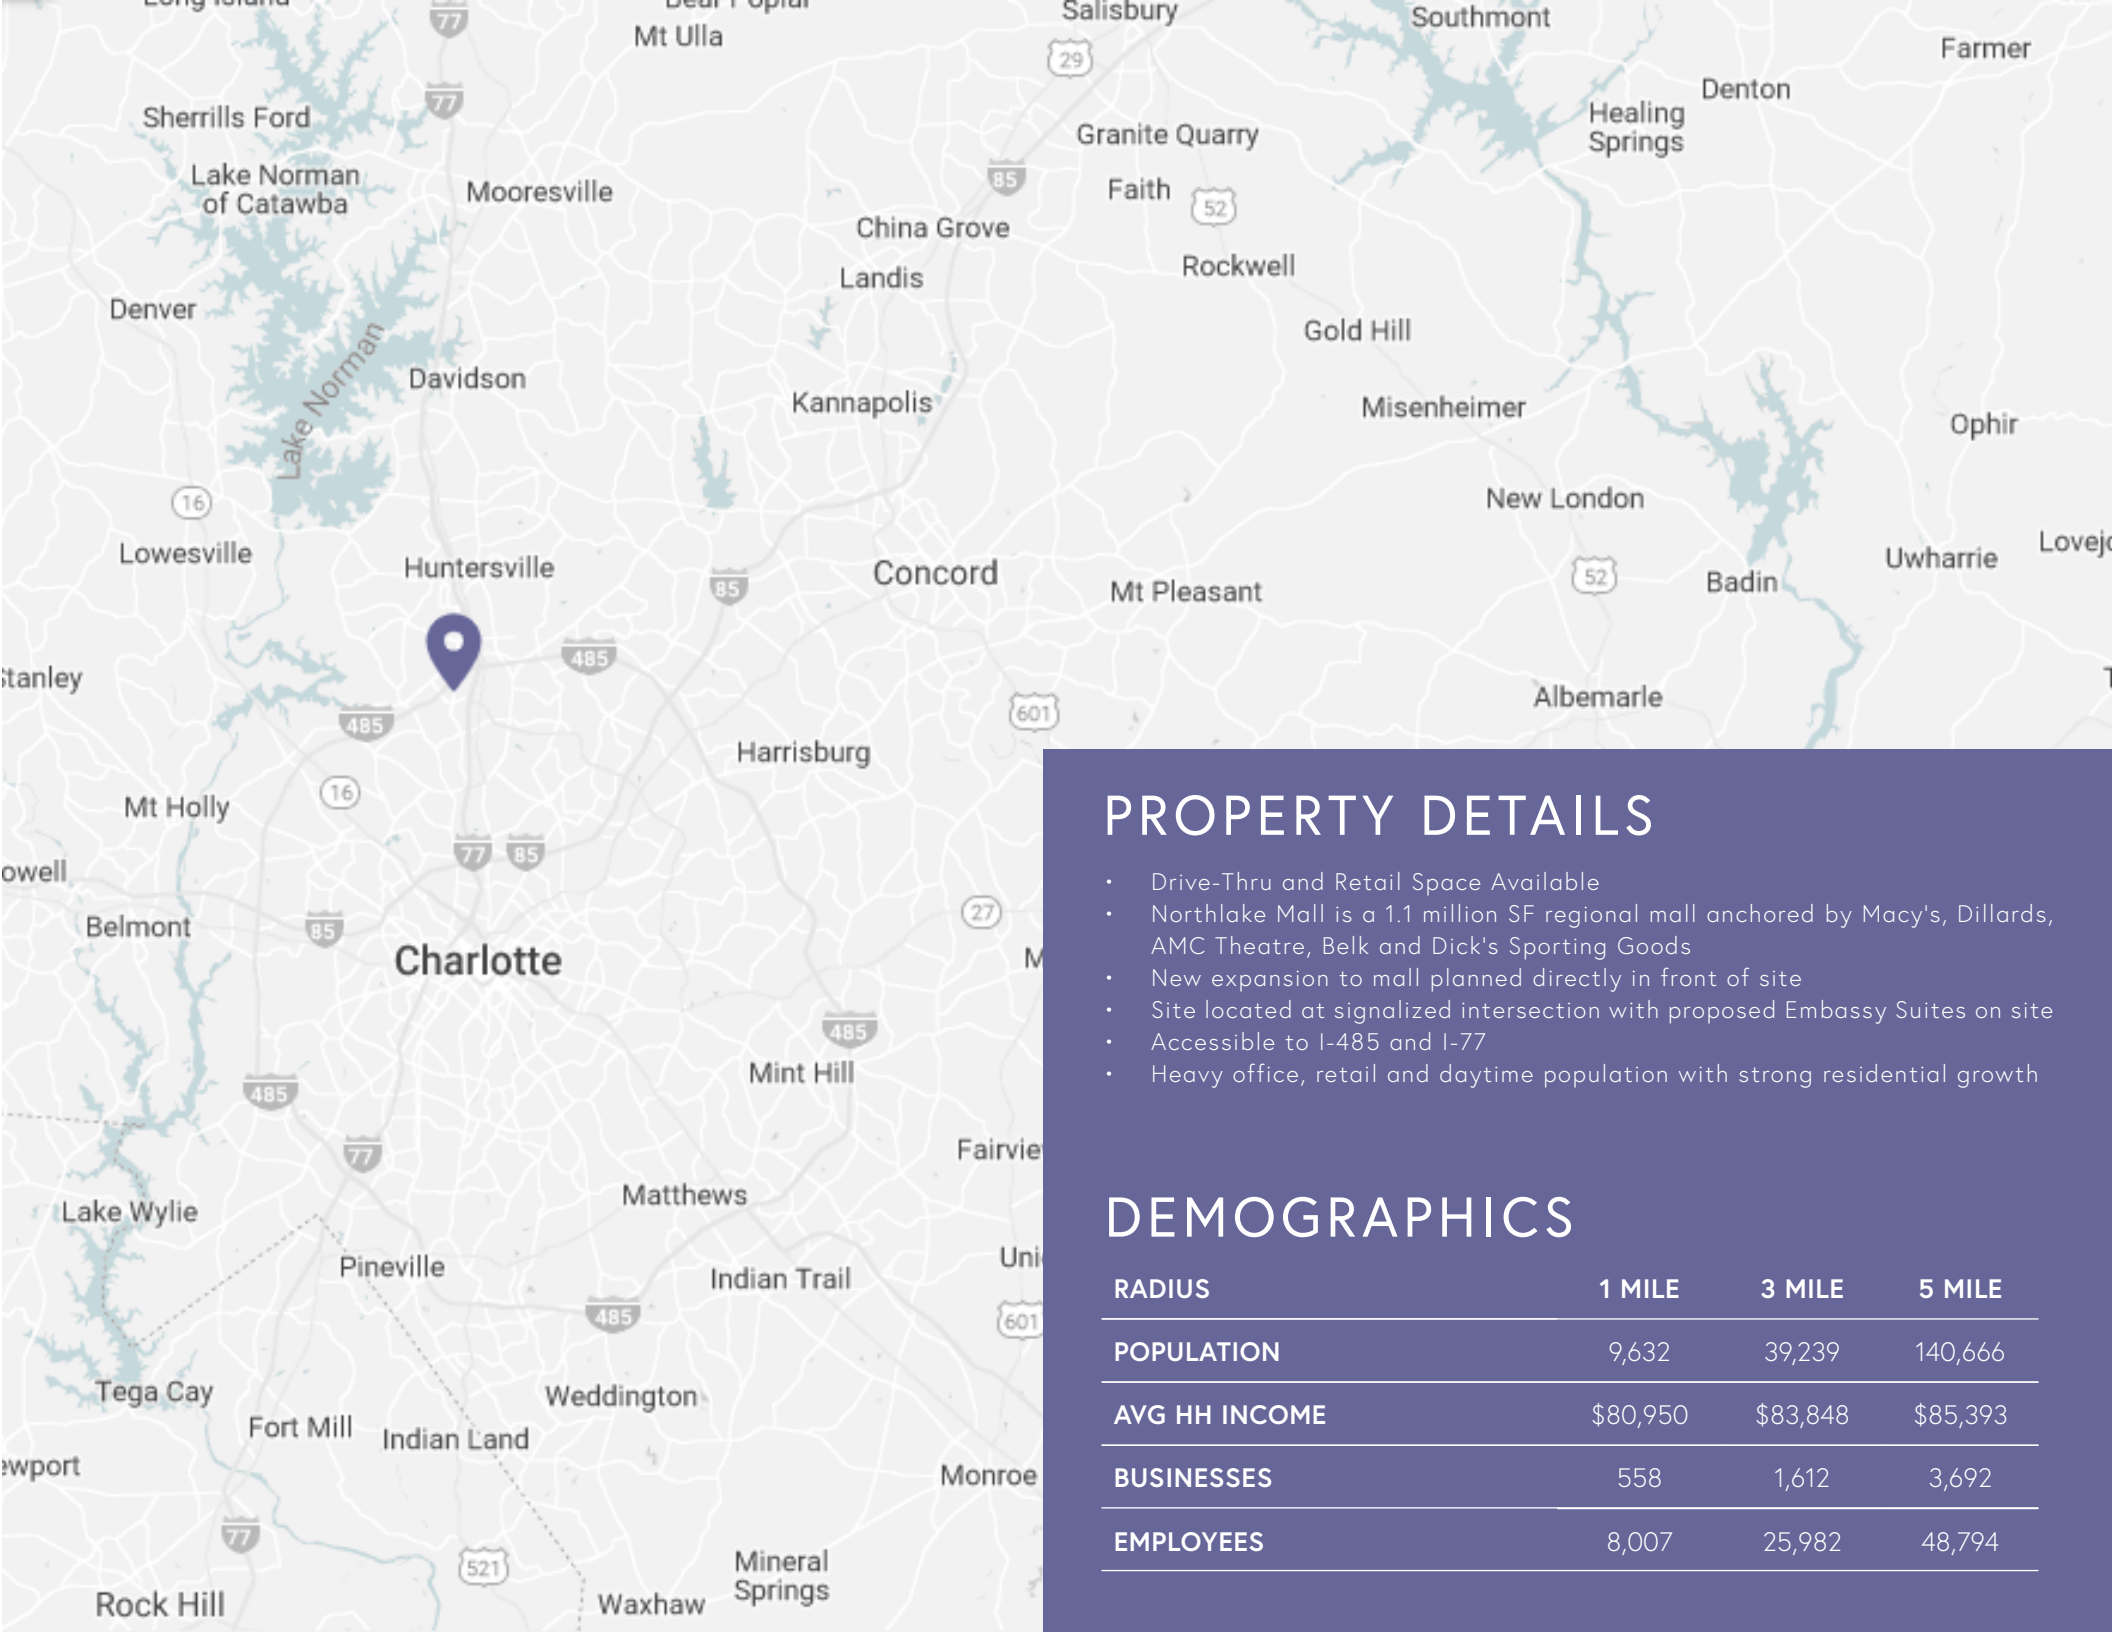 77
Mt Ulla
Salisbury
29
Southmont
Farmer
77
Sherrills Ford
Denton
Healing
Springs
Granite Quarry
Lake Norman
of Catawba
Mooresville
85
Faith
52
China Grove
Landis
Rockwell
Denver
Gold Hill
Lake Norman
Davidson
Kannapolis
Misenheimer
Ophir
16
New London
Lowesville
Huntersville
85
Concord
Mt Pleasant
52
Badin
Uwharrie
485
Albemarle
485
601
Harrisburg
16
Mt Holly
77
85
27
Belmont
85
Charlotte
485
Mint Hill
485
77
Matthews
Lake Wylie
Pineville
Indian Trail
485
601
Tega Cay
Weddington
Fort Mill
Indian Land
Monroe
77
521
Mineral
Springs
Rock Hill
Waxhaw
PROPERTY DETAILS
• Drive-Thru and Retail Space Available
• Northlake Mall is a 1.1 million SF regional mall anchored by Macy's, Dillards,
AMC Theatre, Belk and Dick's Sporting Goods
• New expansion to mall planned directly in front of site
• Site located at signalized intersection with proposed Embassy Suites on site
• Accessible to I-485 and I-77
• Heavy office, retail and daytime population with strong residential growth
DEMOGRAPHICS
RADIUS 1 MILE 3 MILE 5 MILE
POPULATION 9,632 39,239 140,666
AVG HH INCOME $80,950 $83,848 $85,393
BUSINESSES 558 1,612 3,692
EMPLOYEES 8,007 25,982 48,794